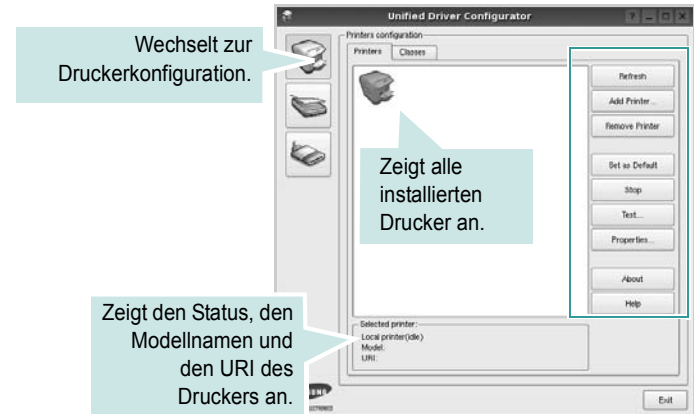 Unified Driver Configurator
Wechselt zur
Druckerkonfiguration.
Printers configuration
Printers Classes
Refresh
Add Printer...
Remove Printer
Set as Default
Stop
Test...
Properties...
About
Help
Zeigt alle
installierten
Drucker an.
Zeigt den Status, den
Modellnamen und
den URI des
Druckers an.
Selected printer:
Local printer(idle)
Model:
URI:
Exit